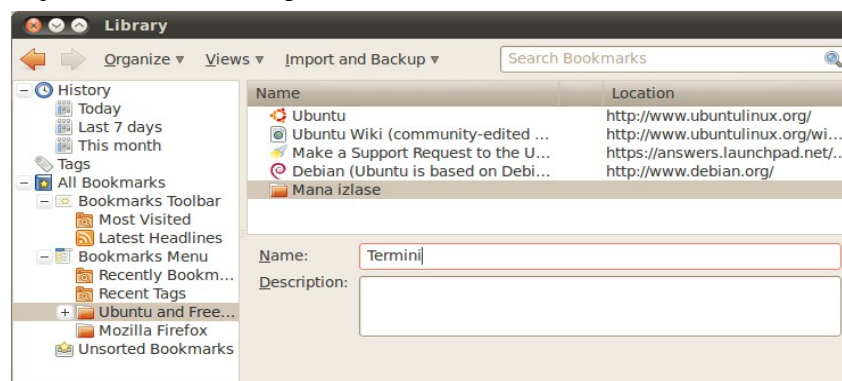 Library
Organize Views Import and Backup Search Bookmarks
History
Today
Last 7 days
This month
Tags
All Bookmarks
Bookmarks Toolbar
Most Visited
Latest Headlines
Bookmarks Menu
Recently Bookm...
Recent Tags
Ubuntu and Free...
Mozilla Firefox
Unsorted Bookmarks
Name Location
Ubuntu http://www.ubuntulinux.org/
Ubuntu Wiki (community-edited ... http://www.ubuntulinux.org/wi...
Make a Support Request to the U... https://answers.launchpad.net/...
Debian (Ubuntu is based on Debi... http://www.debian.org/
Mana izlase
Name: Termini
Description: